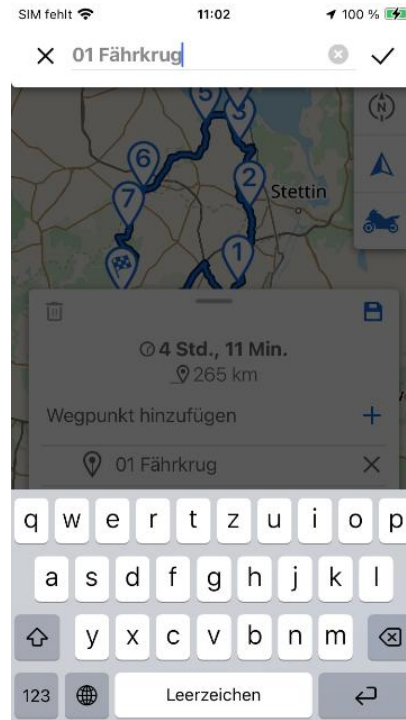 SIM fehlt 11:02 100 %
01 Fährkrug
N
5
3
6
2
7
Stettin
1
4 Std., 11 Min.
265 km
Wegpunkt hinzufügen
01 Fährkrug
q w e r t z u i o p
a s d f g h j k l
y x c v b n m
123 Leerzeichen